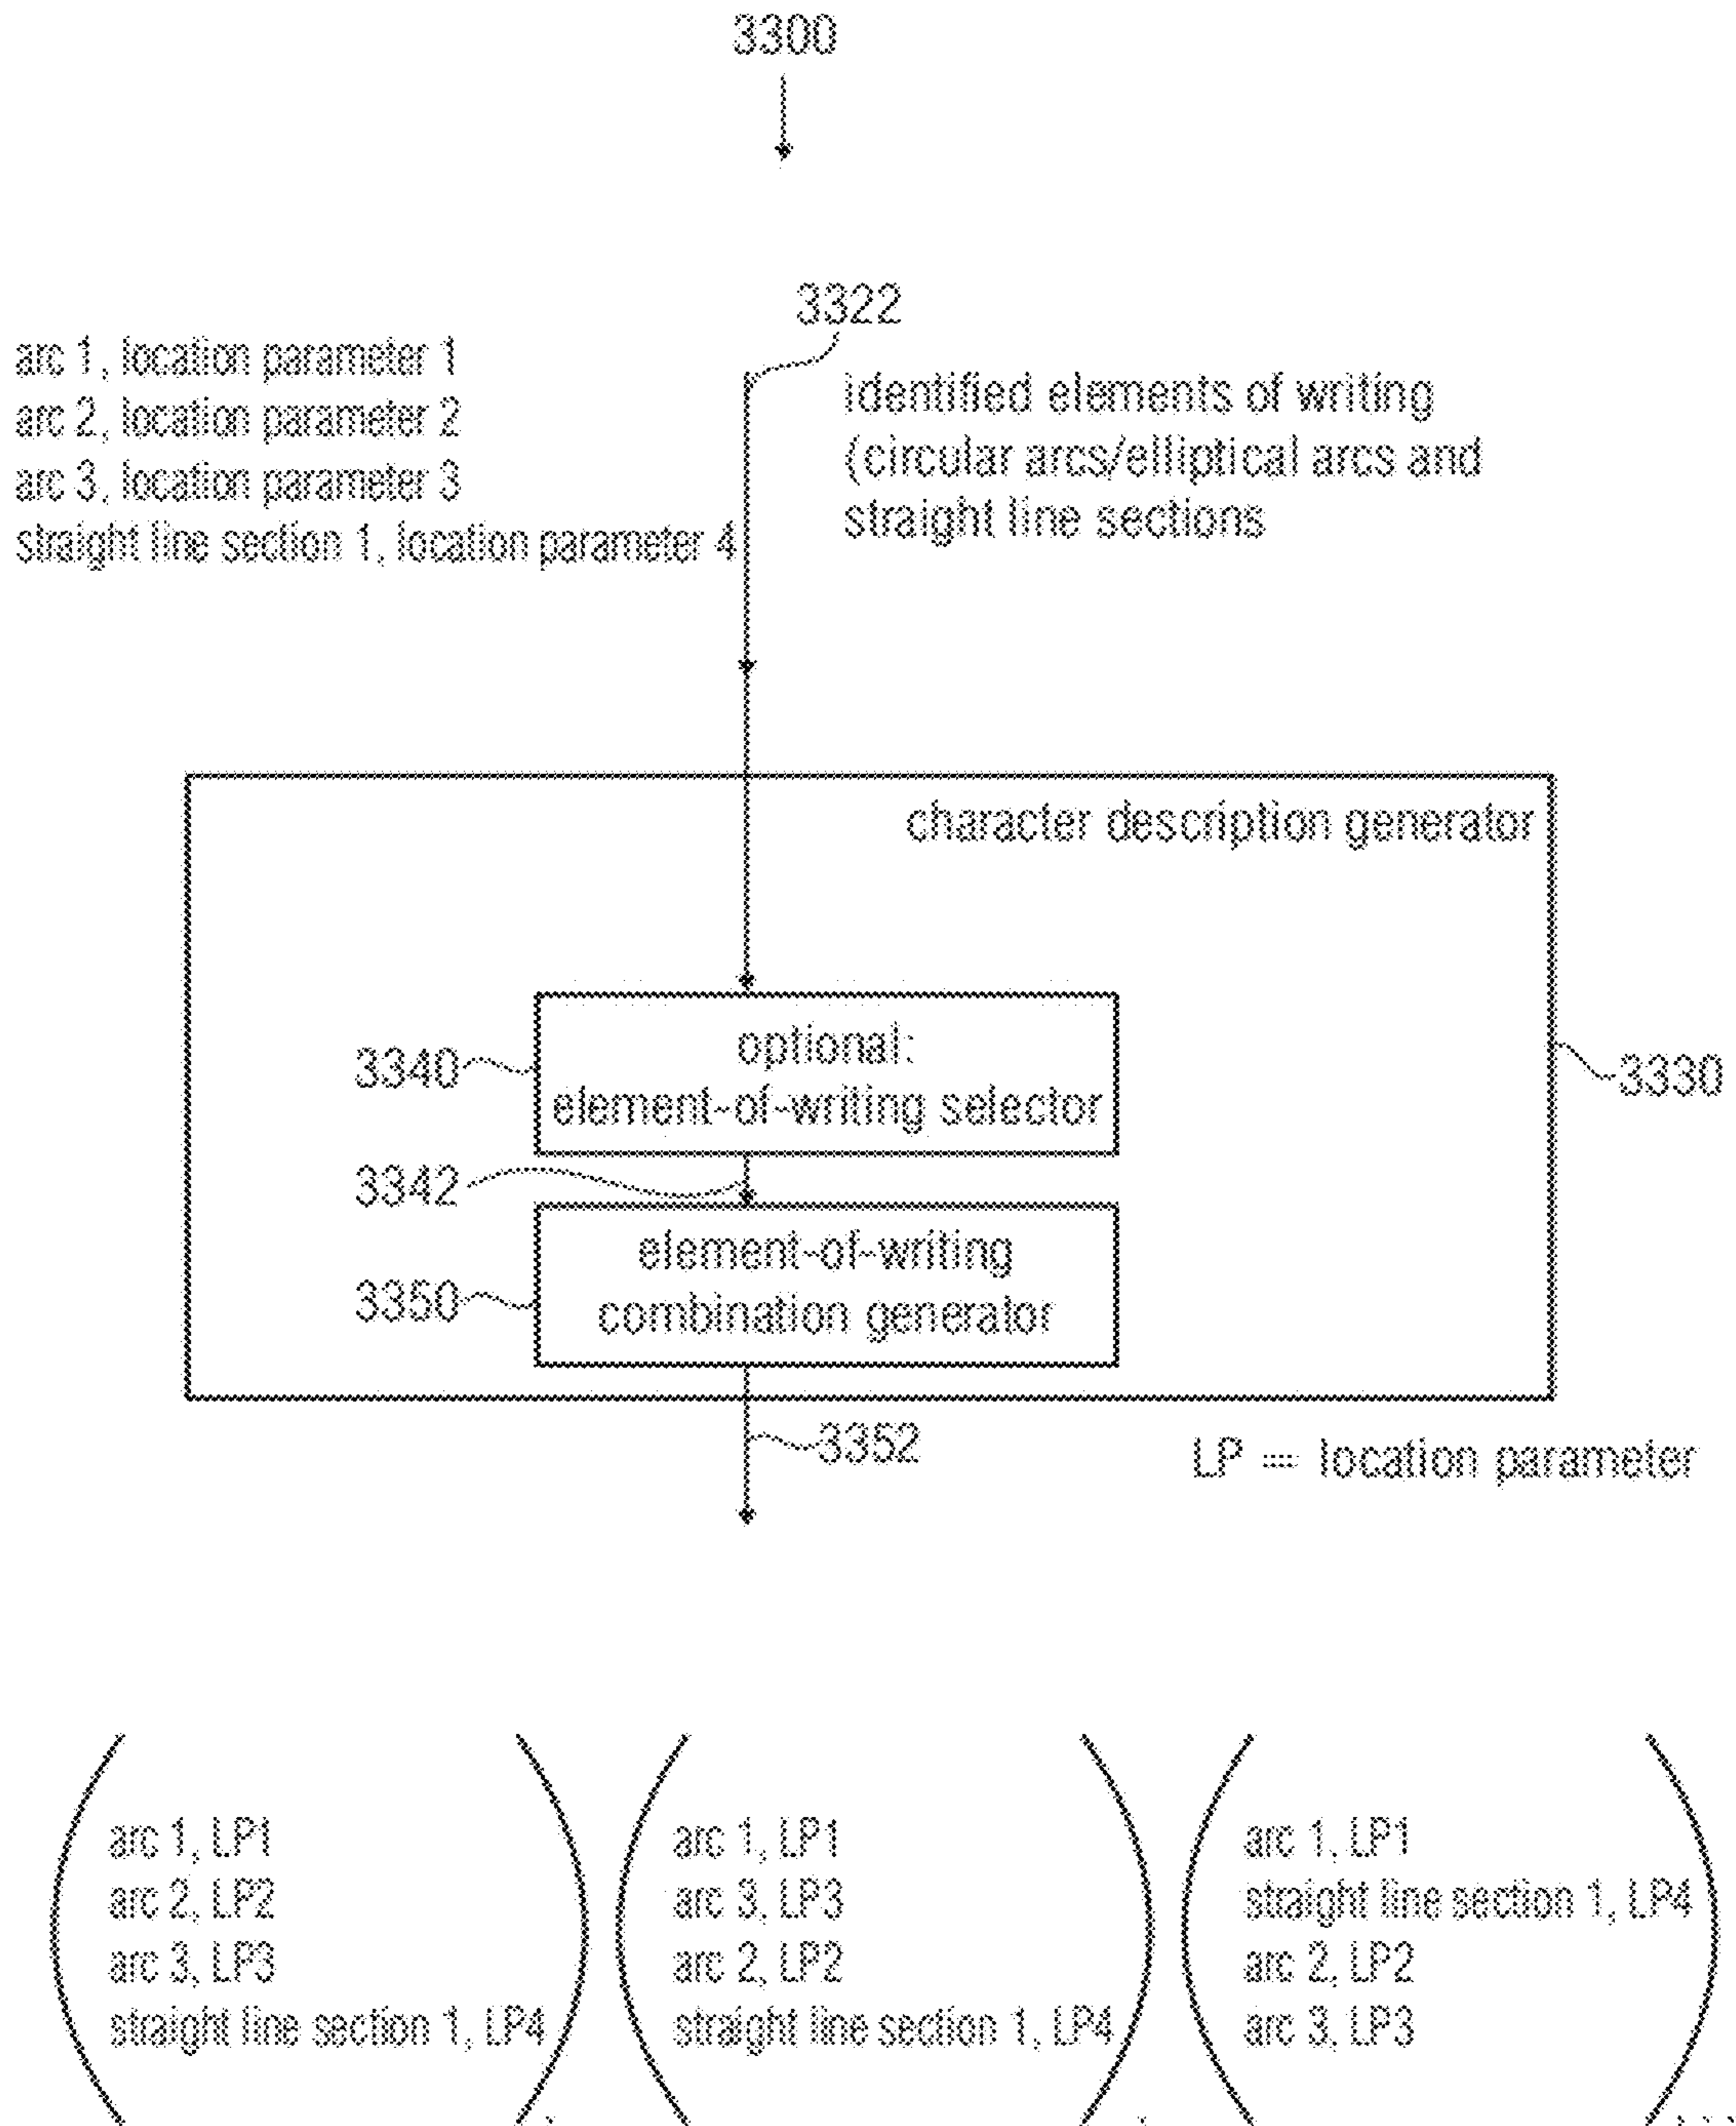 3300
3322
arc 1, location parameter 1
arc 2, location parameter 2
arc 3, location parameter 3
straight line section 1, location parameter 4
identified elements of writing
(circular arcs/elliptical arcs and
straight line sections
character description generator
3340
optional:
element-of-writing selector
3330
3342
3350
element-of-writing
combination generator
3352
LP = location parameter
arc 1, LP1
arc 2, LP2
arc 3, LP3
straight line section 1, LP4
arc 1, LP1
arc 3, LP3
arc 2, LP2
straight line section 1, LP4
arc 1, LP1
straight line section 1, LP4
arc 2, LP2
arc 3, LP3